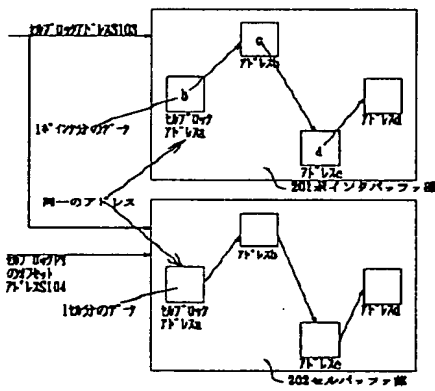 セルブロックアドレスS103
c
アドレスb
b
セルブロック
アドレスa
アドレスd
d
アドレスc
1ポインタ分のデータ
201ポインタバッファ部
同一のアドレス
アドレスb
セルブロック内
のオフセット
アドレスS104
アドレスd
1セル分のデータ
セルブロック
アドレスa
アドレスc
202セルバッファ部